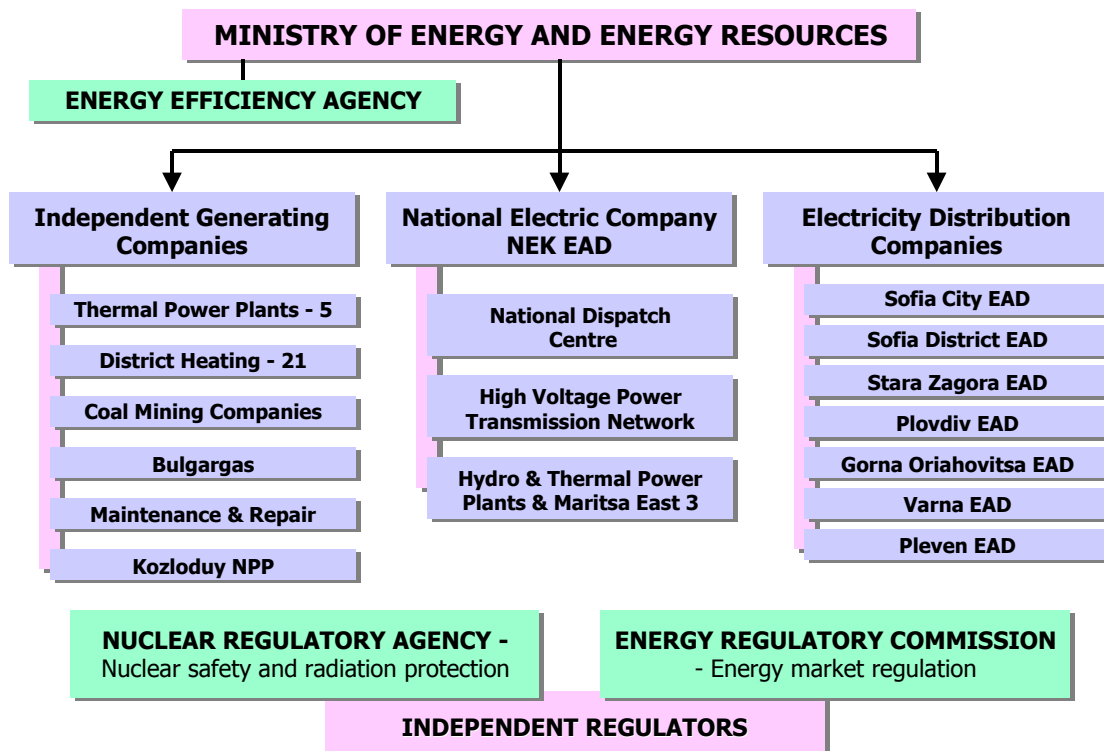 MINISTRY OF ENERGY AND ENERGY RESOURCES
ENERGY EFFICIENCY AGENCY
Independent Generating
Companies
Thermal Power Plants - 5
District Heating - 21
Coal Mining Companies
Bulgargas
Maintenance & Repair
Kozloduy NPP
National Electric Company
NEK EAD
National Dispatch
Centre
High Voltage Power
Transmission Network
Hydro & Thermal Power
Plants & Maritsa East 3
Electricity Distribution
Companies
Sofia City EAD
Sofia District EAD
Stara Zagora EAD
Plovdiv EAD
Gorna Oriahovitsa EAD
Varna EAD
Pleven EAD
NUCLEAR REGULATORY AGENCY -
Nuclear safety and radiation protection
ENERGY REGULATORY COMMISSION
- Energy market regulation
INDEPENDENT REGULATORS